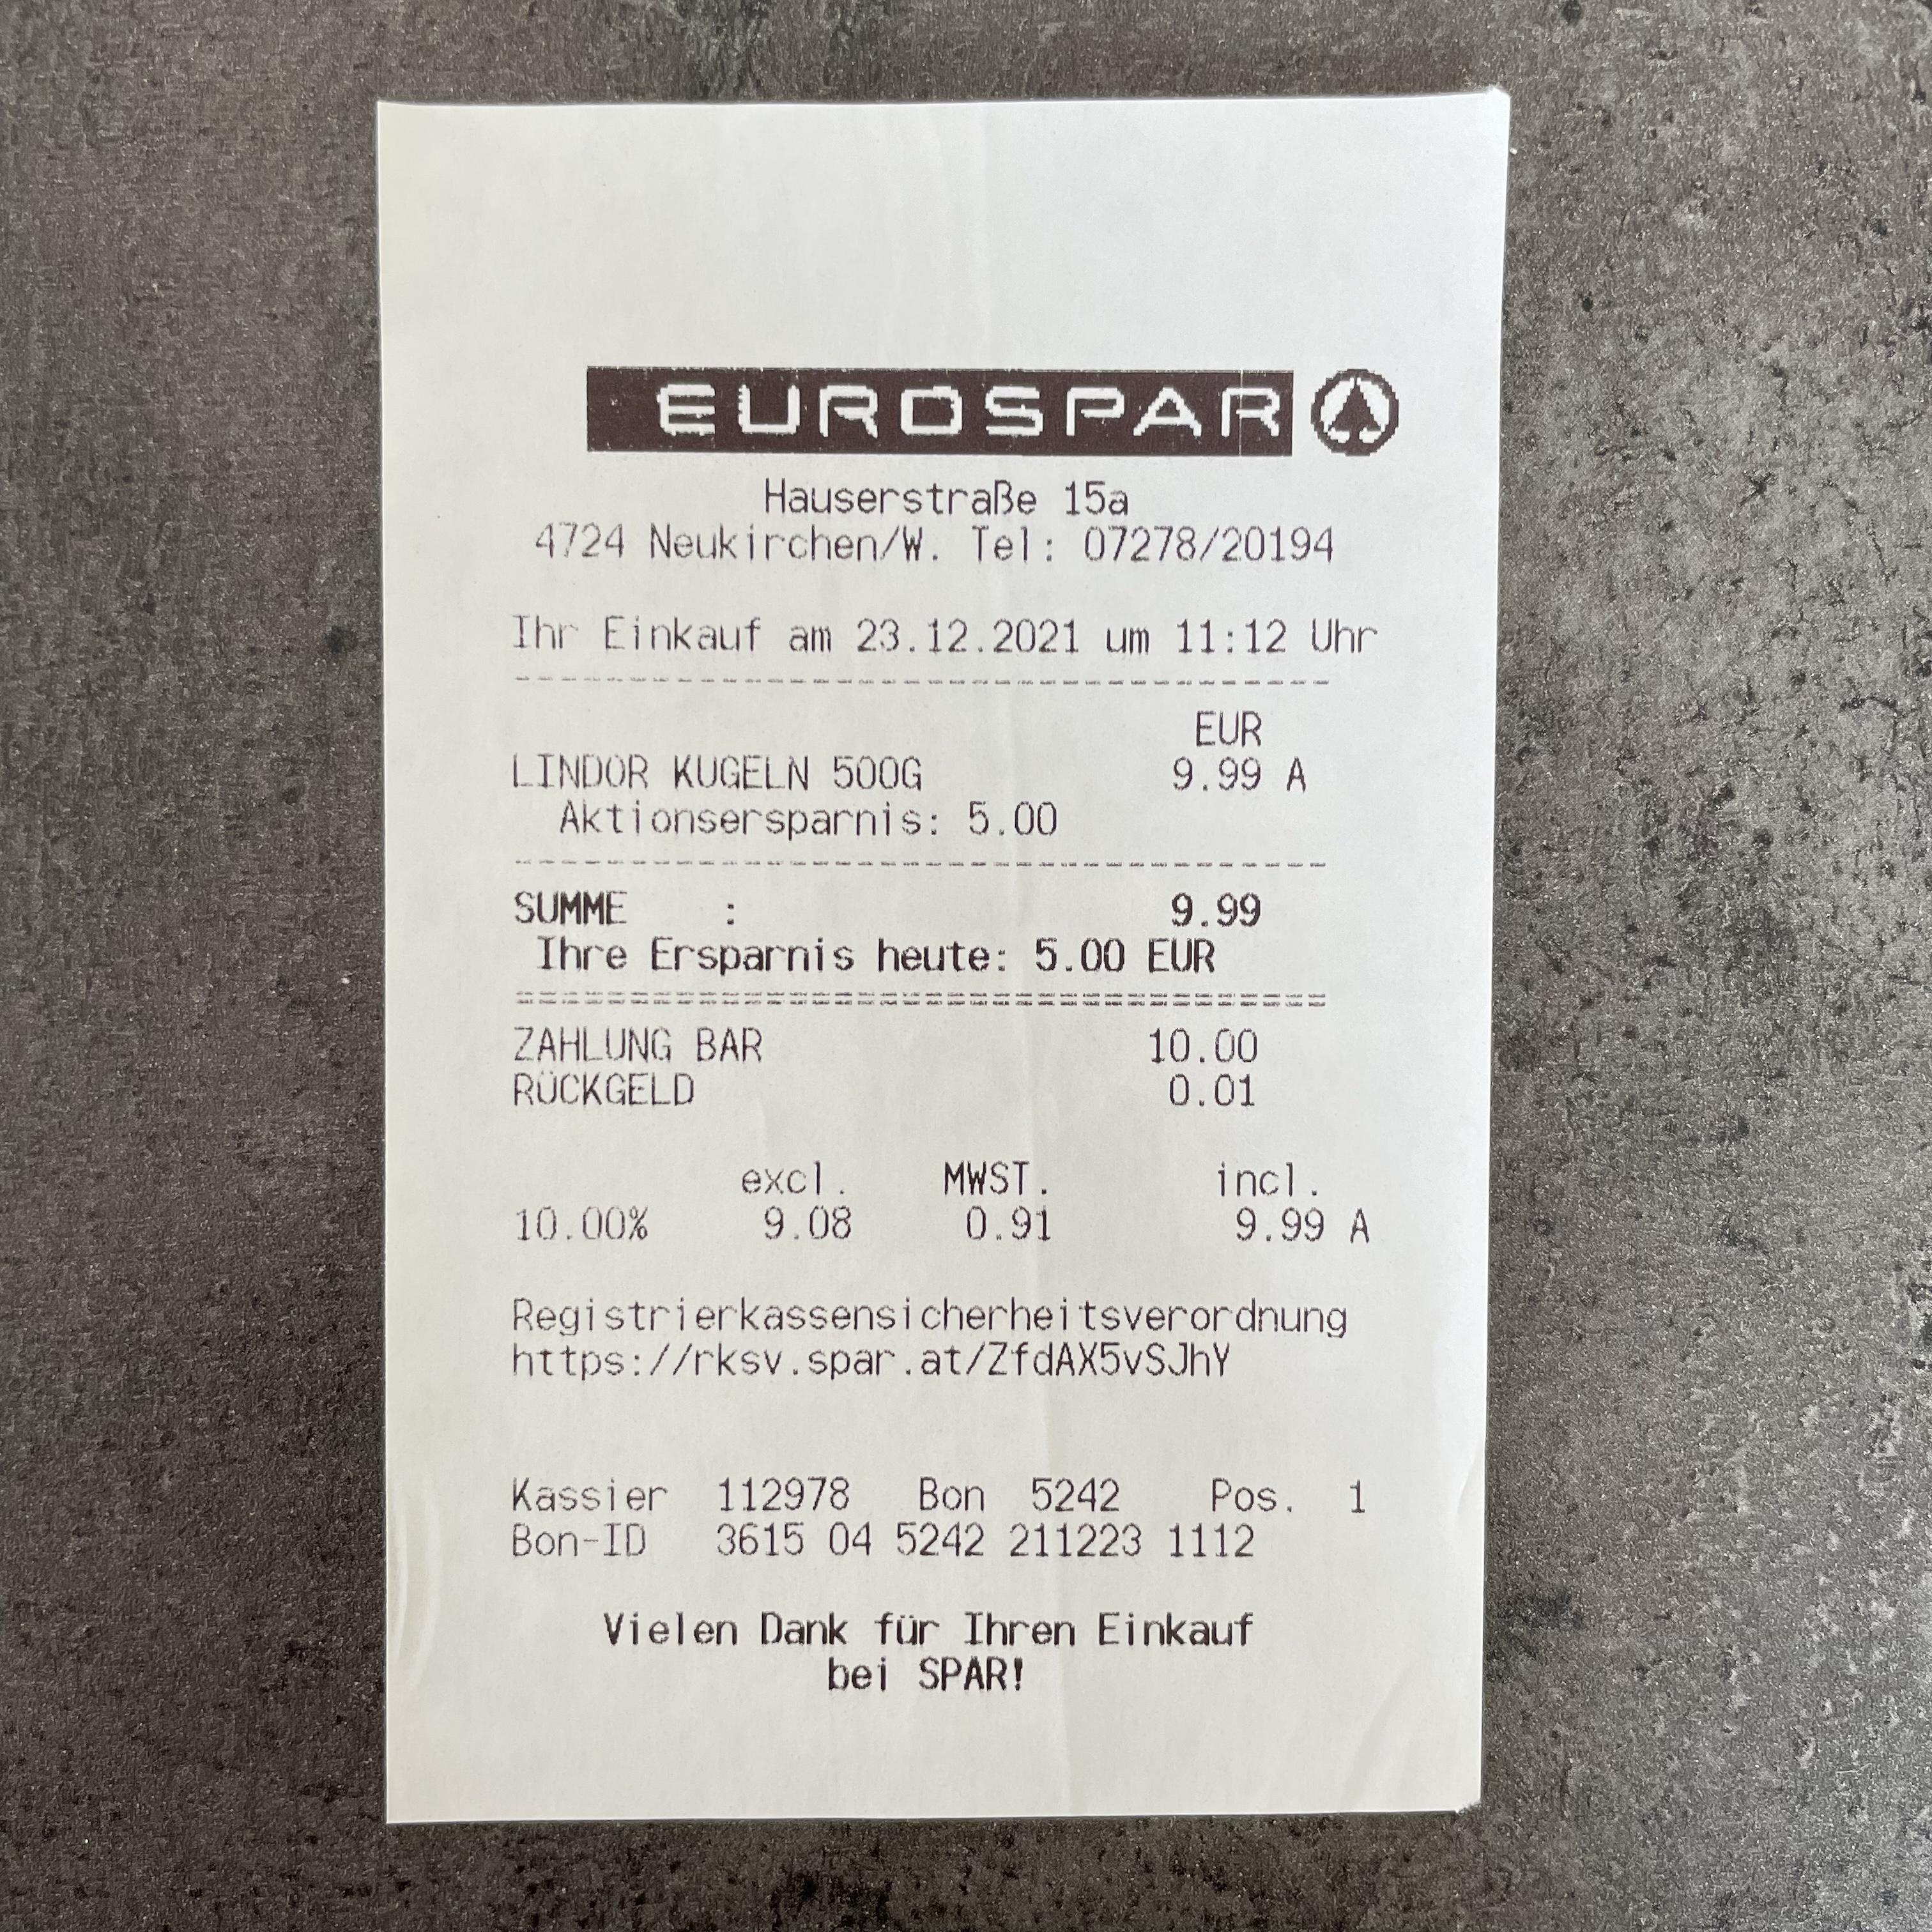 EUROSPAR
Hauserstraße 15a
4724 Neukirchen/W. Tel: 07278/20194
Ihr Einkauf am 23.12.2021 um 11:12 Uhr
EUR
LINDOR KUGELN 500G 9.99 A
Aktionsersparnis: 5.00
SUMME : 9.99
Ihre Ersparnis heute: 5.00 EUR
ZAHLUNG BAR 10.00
RÜCKGELD 0.01
excl. MWST. incl.
10.00% 9.08 0.91 9.99 A
Registrierkassensicherheitsverordnung
https://rksv.spar.at/ZfdAX5vSJhY
Kassier 112978 Bon 5242 Pos. 1
Bon-ID 3615 04 5242 211223 1112
Vielen Dank für Ihren Einkauf
bei SPAR!